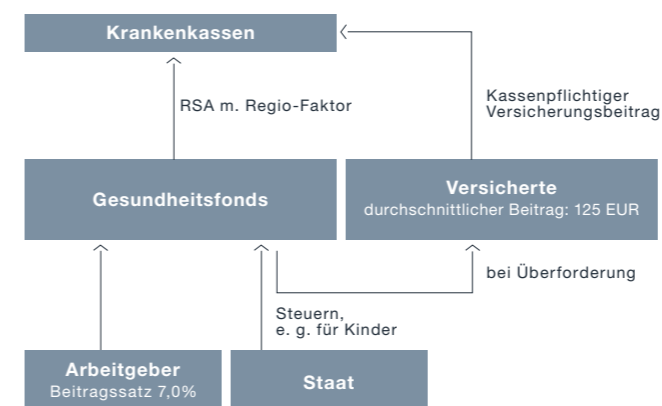 Krankenkassen
RSA m. Regio-Faktor
Kassenpflichtiger
Versicherungsbeitrag
Gesundheitsfonds
Versicherte
durchschnittlicher Beitrag: 125 EUR
bei Überforderung
Steuern,
e. g. für Kinder
Arbeitgeber
Beitragssatz 7,0%
Staat